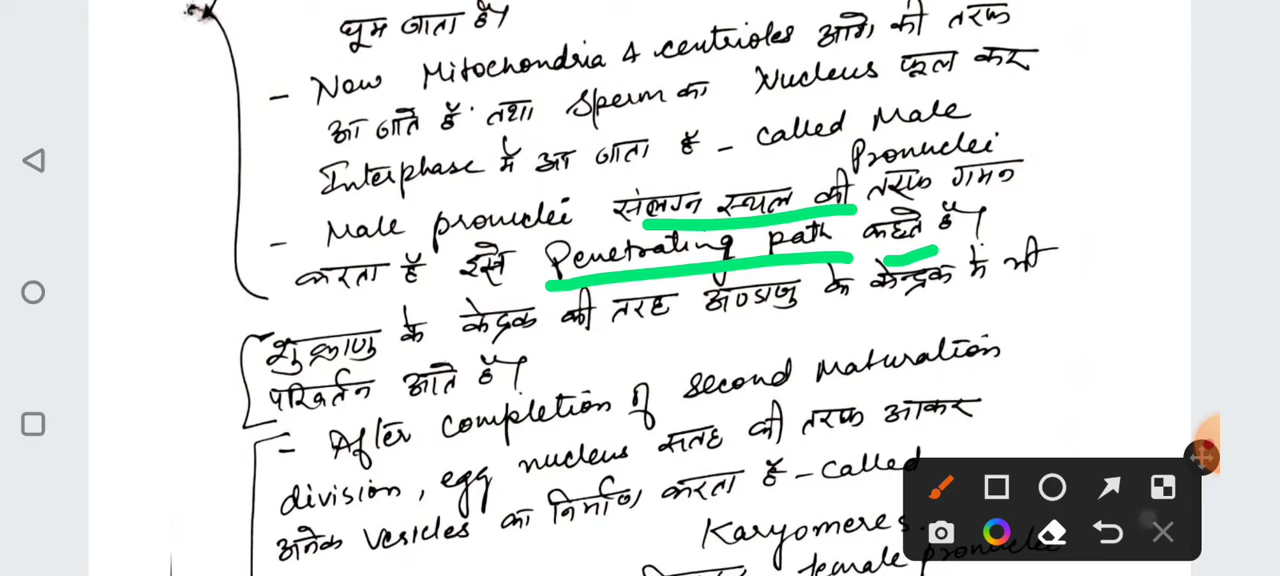 घूम जाता है।
- Now Mitochondria & centrioles आगे की तरफ
आ जाते हैं तथा Sperm का Nucleus फूल कर
Interphase में आ जाता है - called Male
Pronuclei
- Male pronuclei संलग्न स्थल की तरफ गमन
करता है इसे Penetrating path कहते हैं।
शुक्राणु के केंद्रक की तरह अण्डाणु के केन्द्रक में भी
परिवर्तन आते हैं।
- After completion of second maturation
division, egg nucleus सतह की तरफ आकर
अनेक vesicles का निर्माण करता है - called
Karyomeres
female pronuclei